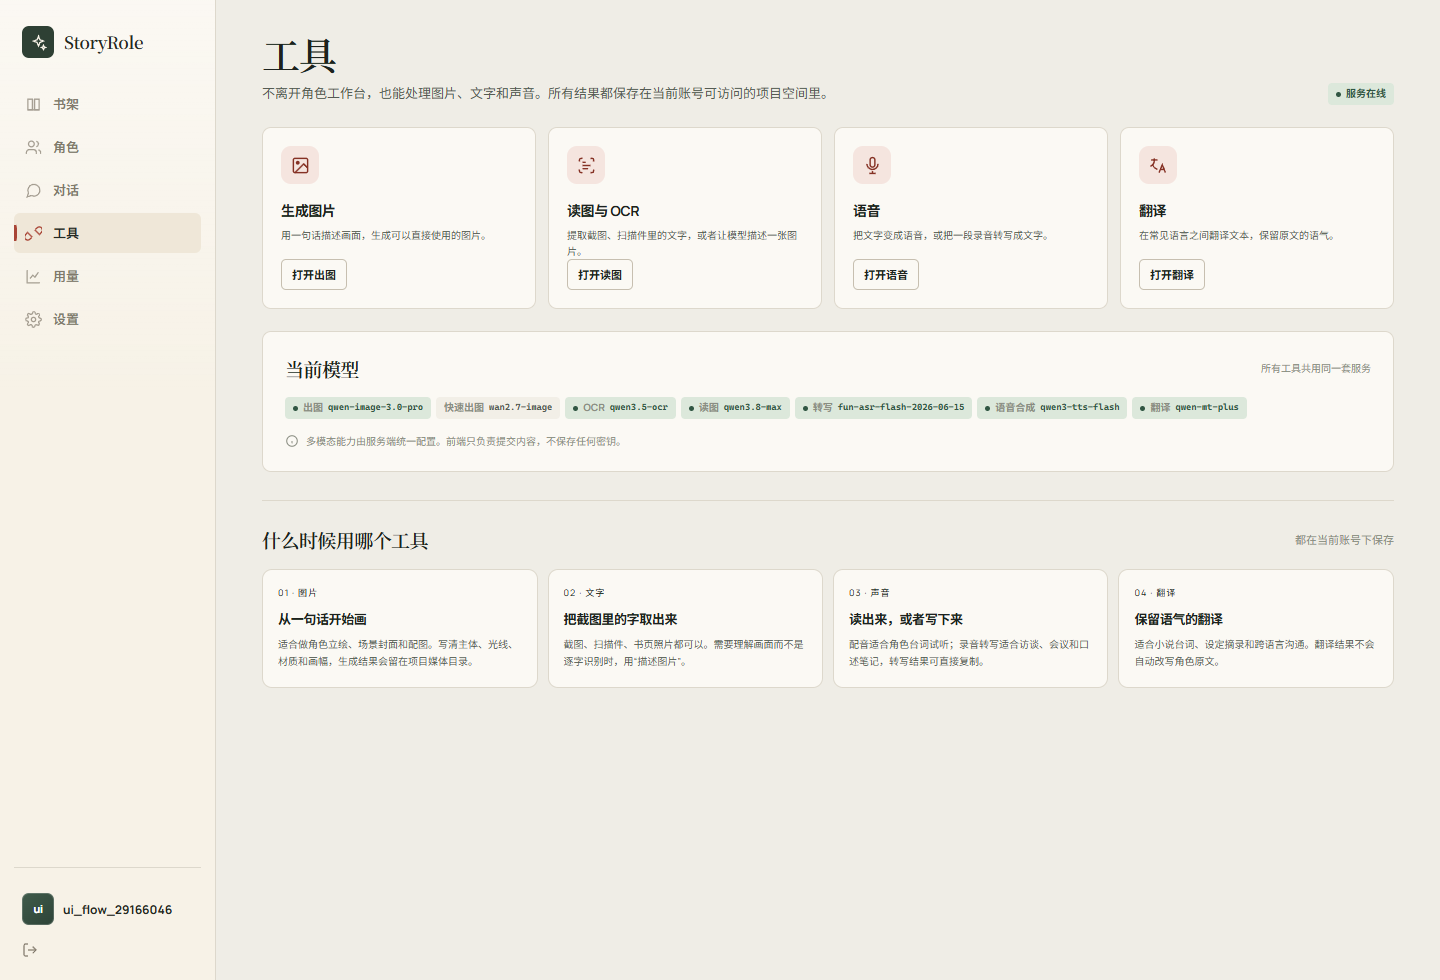 StoryRole
书架
角色
对话
工具
用量
设置
ui
ui_flow_29166046
工具
不离开角色工作台，也能处理图片、文字和声音。所有结果都保存在当前账号可访问的项目空间里。
服务在线
生成图片
用一句话描述画面，生成可以直接使用的图片。
打开出图
读图与 OCR
提取截图、扫描件里的文字，或者让模型描述一张图
片。
打开读图
语音
把文字变成语音，或把一段录音转写成文字。
打开语音
翻译
在常见语言之间翻译文本，保留原文的语气。
打开翻译
当前模型
所有工具共用同一套服务
出图 qwen-image-3.0-pro 快速出图 wan2.7-image OCR qwen3.5-ocr 读图 qwen3.8-max 转写 fun-asr-flash-2026-06-15 语音合成 qwen3-tts-flash 翻译 qwen-mt-plus
多模态能力由服务端统一配置。前端只负责提交内容，不保存任何密钥。
什么时候用哪个工具
都在当前账号下保存
01 · 图片
从一句话开始画
适合做角色立绘、场景封面和配图。写清主体、光线、
材质和画幅，生成结果会留在项目媒体目录。
02 · 文字
把截图里的字取出来
截图、扫描件、书页照片都可以。需要理解画面而不是
逐字识别时，用“描述图片”。
03 · 声音
读出来，或者写下来
配音适合角色台词试听；录音转写适合访谈、会议和口
述笔记，转写结果可直接复制。
04 · 翻译
保留语气的翻译
适合小说台词、设定摘录和跨语言沟通。翻译结果不会
自动改写角色原文。